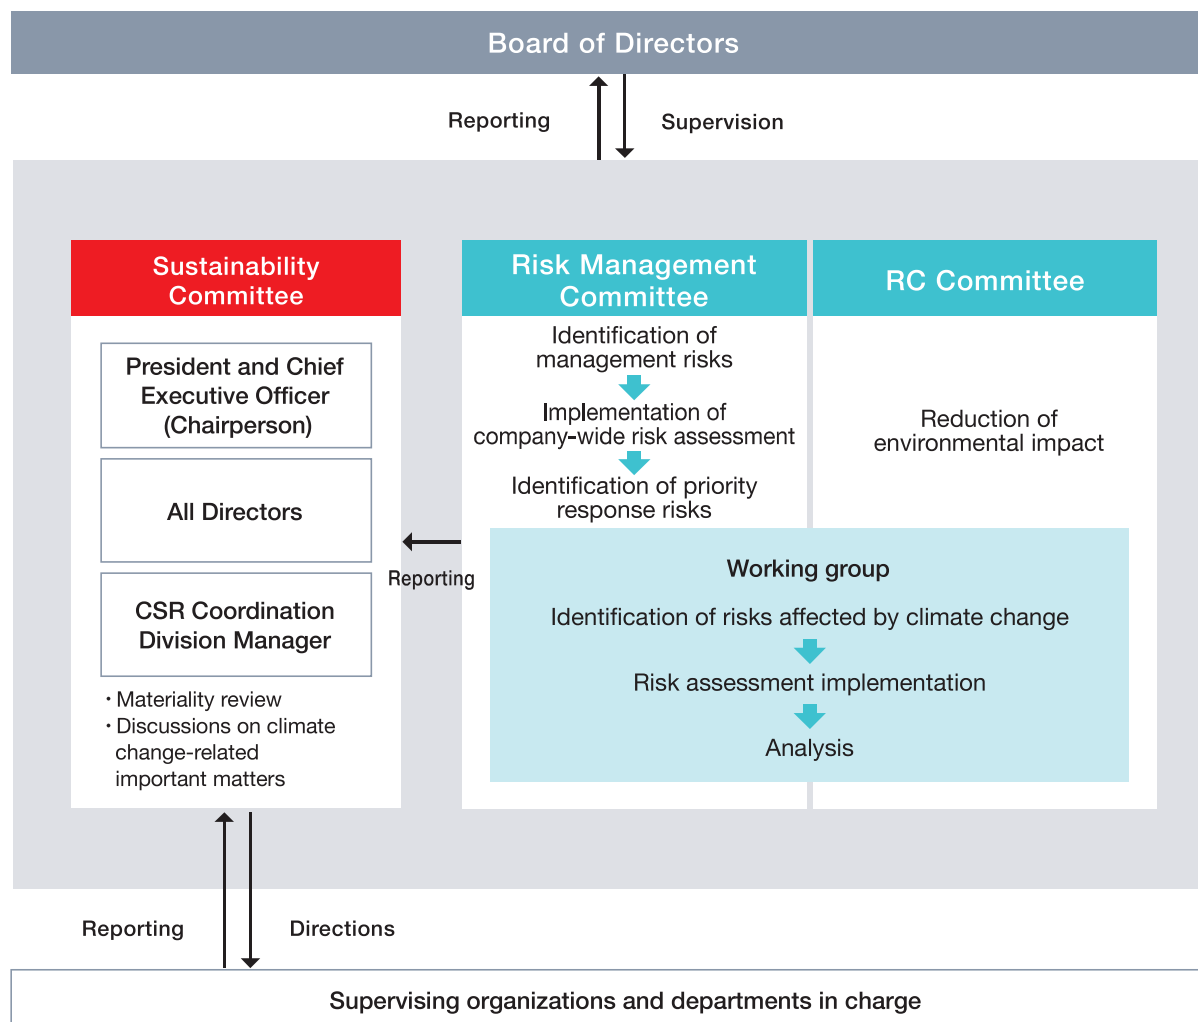 Board of Directors
Reporting
Supervision
Sustainability
Committee
President and Chief
Executive Officer
(Chairperson)
All Directors
CSR Coordination
Division Manager
・Materiality review
・Discussions on climate
change-related
important matters
Reporting
Risk Management
Committee
Identification of
management risks
Implementation of
company-wide risk assessment
Identification of priority
response risks
RC Committee
Reduction of
environmental impact
Working group
Identification of risks affected by climate change
Risk assessment implementation
Analysis
Reporting
Directions
Supervising organizations and departments in charge